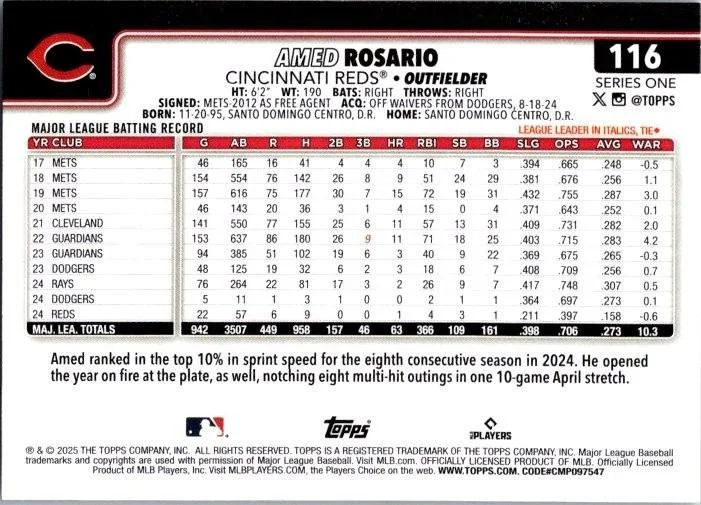 C
AMED ROSARIO
116
CINCINNATI REDS® • OUTFIELDER
SERIES ONE
HT: 6'2" WT: 190 BATS: RIGHT THROWS: RIGHT
@TOPPS
SIGNED: METS-2012 AS FREE AGENT ACQ: OFF WAIVERS FROM DODGERS, 8-18-24
BORN: 11-20-95, SANTO DOMINGO CENTRO, D.R. HOME: SANTO DOMINGO CENTRO, D.R.
MAJOR LEAGUE BATTING RECORD LEAGUE LEADER IN ITALICS, TIE♦
YR CLUB G AB R H 2B 3B HR RBI SB BB SLG OPS AVG WAR
17 METS 46 165 16 41 4 4 4 10 7 3 .394 .665 .248 -0.5
18 METS 154 554 76 142 26 8 9 51 24 29 .381 .676 .256 1.1
19 METS 157 616 75 177 30 7 15 72 19 31 .432 .755 .287 3.0
20 METS 46 143 20 36 3 1 4 15 0 4 .371 .643 .252 0.1
21 CLEVELAND 141 550 77 155 25 6 11 57 13 31 .409 .731 .282 2.0
22 GUARDIANS 153 637 86 180 26 9 11 71 18 25 .403 .715 .283 4.2
23 GUARDIANS 94 385 51 102 19 6 3 40 9 22 .369 .675 .265 -0.3
23 DODGERS 48 125 19 32 6 2 3 18 6 7 .408 .709 .256 0.7
24 RAYS 76 264 22 81 17 3 2 26 9 7 .417 .748 .307 0.5
24 DODGERS 5 11 1 3 1 0 0 2 1 1 .364 .697 .273 0.1
24 REDS 22 57 6 9 0 0 1 4 3 1 .211 .397 .158 -0.6
MAJ. LEA. TOTALS 942 3507 449 958 157 46 63 366 109 161 .398 .706 .273 10.3
Amed ranked in the top 10% in sprint speed for the eighth consecutive season in 2024. He opened
the year on fire at the plate, as well, notching eight multi-hit outings in one 10-game April stretch.
Topps
PLAYERS
® & © 2025 THE TOPPS COMPANY, INC. ALL RIGHTS RESERVED. TOPPS IS A REGISTERED TRADEMARK OF THE TOPPS COMPANY, INC. Major League Baseball
trademarks and copyrights are used with permission of Major League Baseball. Visit MLB.com. OFFICIALLY LICENSED PRODUCT OF MLB. Officially Licensed
Product of MLB Players, Inc. Visit MLBPLAYERS.COM, the Players Choice on the web. WWW.TOPPS.COM. CODE#CMP097547